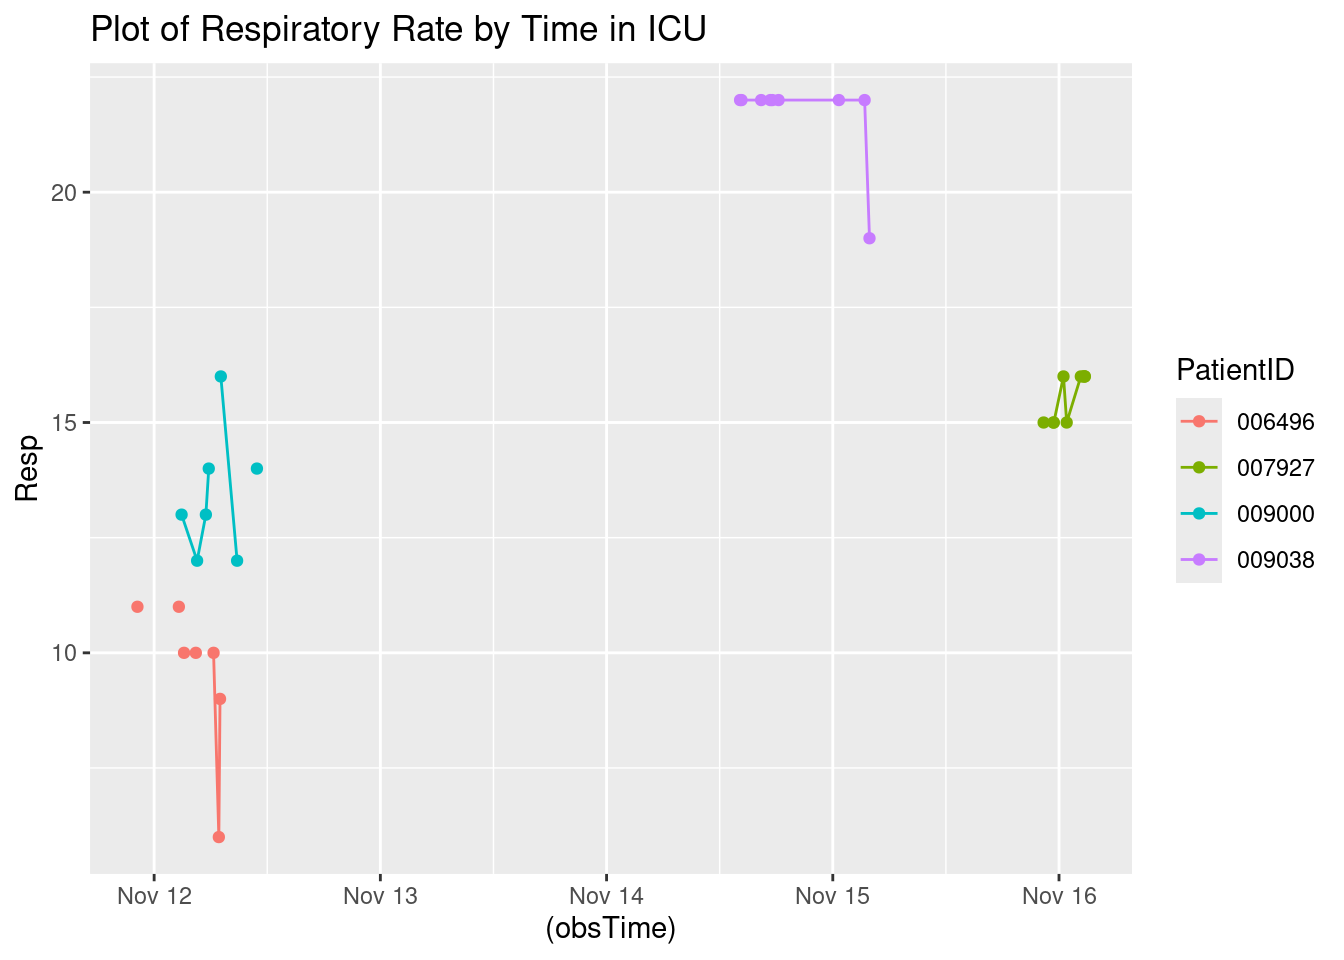 Plot of Respiratory Rate by Time in ICU
20
15
10
Resp
Nov 12
Nov 13
Nov 14
Nov 15
Nov 16
(obsTime)
PatientID
006496
007927
009000
009038